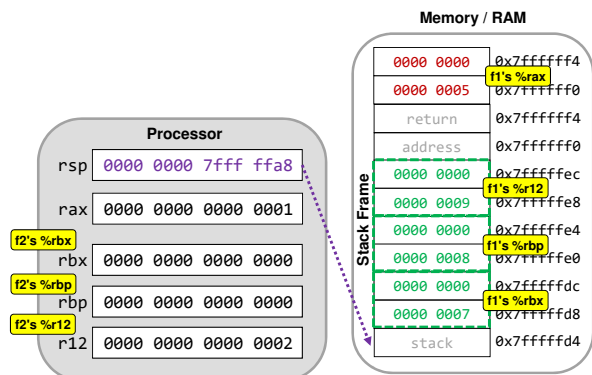 Memory / RAM
0000 0000 0x7ffffff4
f1's %rax
0000 0005 0x7ffffff0
return 0x7ffffff4
address 0x7ffffff0
Stack Frame
0000 0000 0x7fffffec
f1's %r12
0000 0009 0x7fffffe8
0000 0000 0x7fffffe4
f1's %rbp
0000 0008 0x7fffffe0
0000 0000 0x7fffffdc
f1's %rbx
0000 0007 0x7fffffd8
stack 0x7fffffd4
Processor
rsp 0000 0000 7fff ffa8
rax 0000 0000 0000 0001
f2's %rbx
rbx 0000 0000 0000 0000
f2's %rbp
rbp 0000 0000 0000 0000
f2's %r12
r12 0000 0000 0000 0002